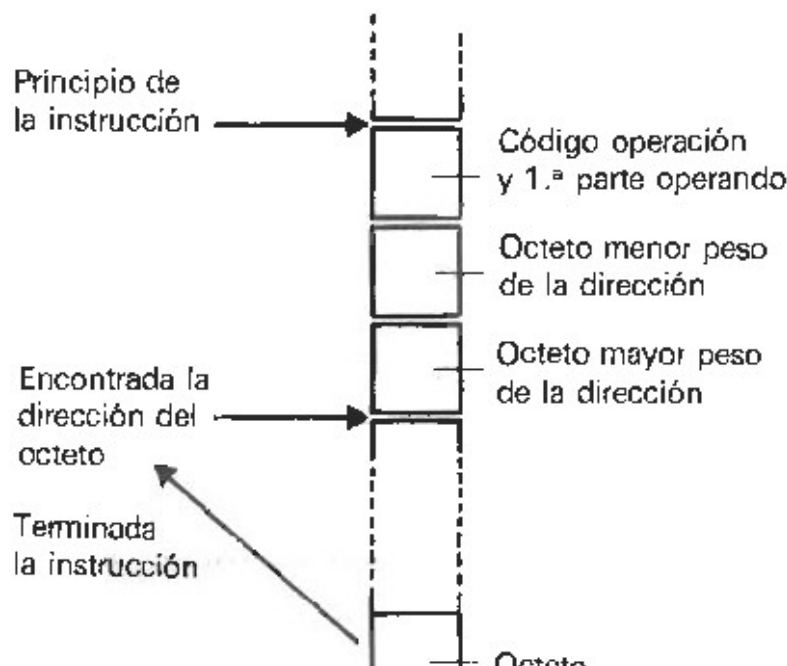 Principio de
la instrucción
Código operación
y 1.ª parte operando
Octeto menor peso
de la dirección
Octeto mayor peso
de la dirección
Encontrada la
dirección del
octeto
Terminada
la instrucción
Octeto